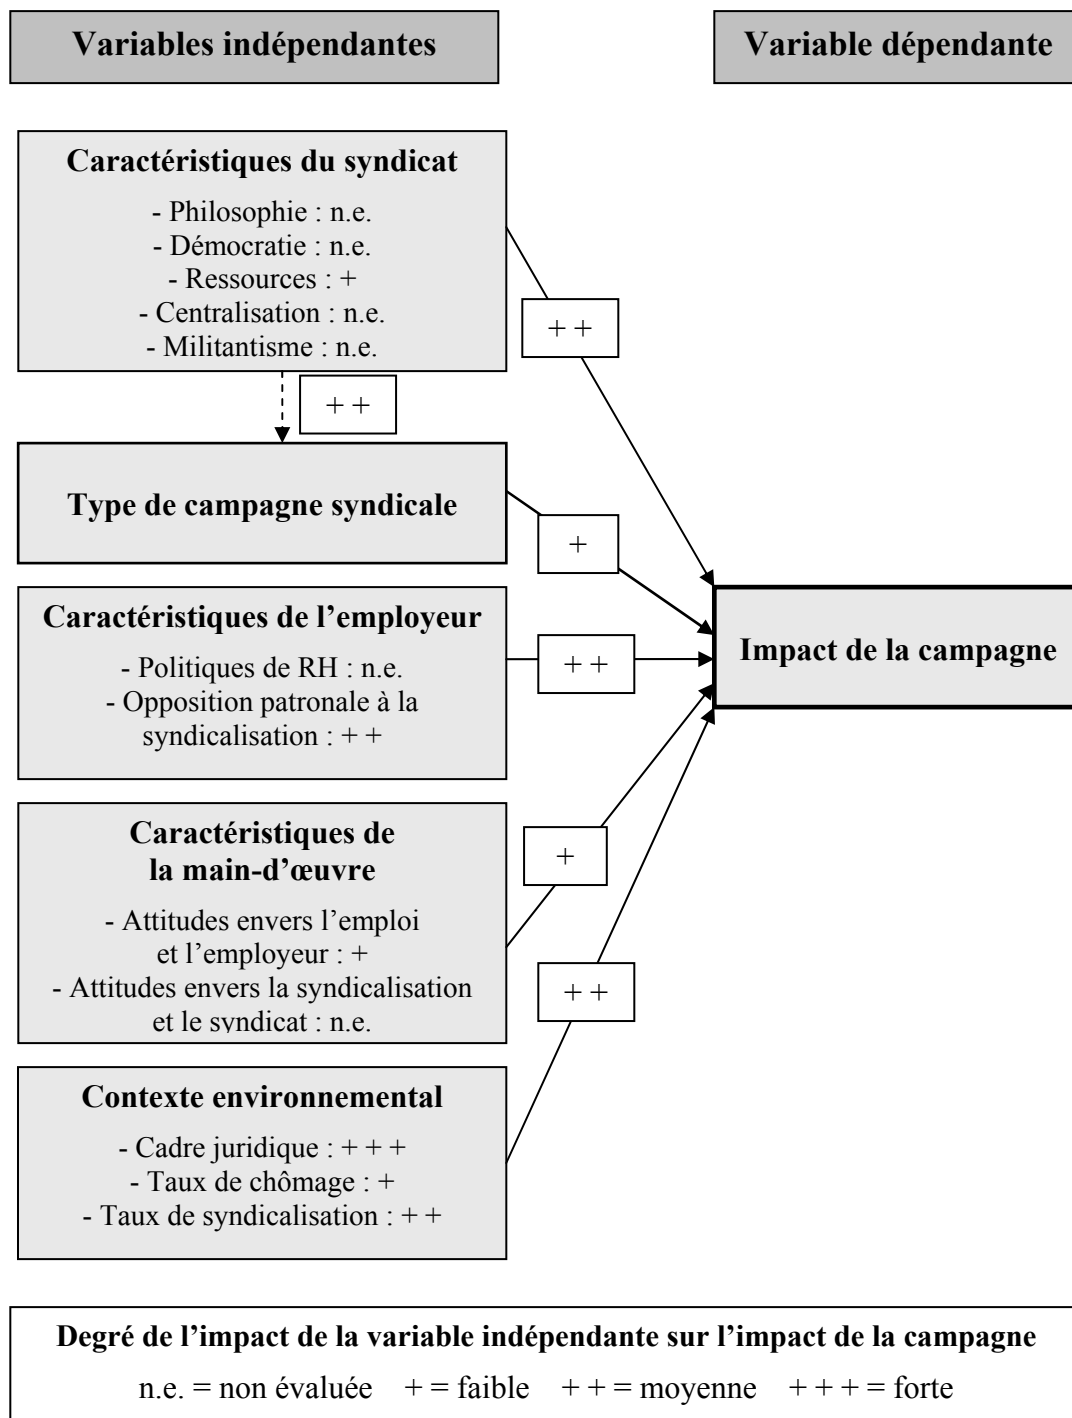 Variables indépendantes
Variable dépendante
Caractéristiques du syndicat
- Philosophie : n.e.
- Démocratie : n.e.
- Ressources : +
- Centralisation : n.e.
- Militantisme : n.e.
+ +
+ +
Type de campagne syndicale
+
Caractéristiques de l’employeur
- Politiques de RH : n.e.
- Opposition patronale à la
syndicalisation : + +
+ +
Impact de la campagne
Caractéristiques de
la main-d’œuvre
- Attitudes envers l’emploi
et l’employeur : +
- Attitudes envers la syndicalisation
et le syndicat : n.e.
+
+ +
Contexte environnemental
- Cadre juridique : + + +
- Taux de chômage : +
- Taux de syndicalisation : + +
Degré de l’impact de la variable indépendante sur l’impact de la campagne
n.e. = non évaluée + = faible + + = moyenne + + + = forte